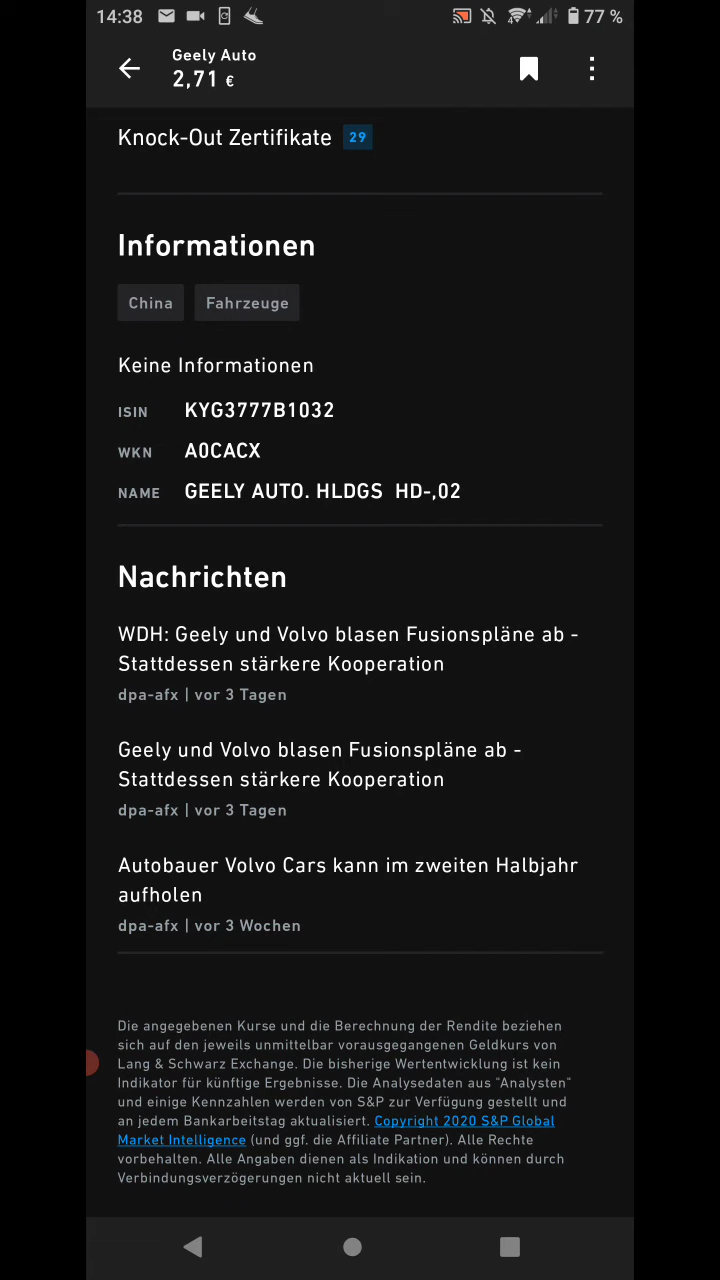 14:38
77 %
Geely Auto
2,71 €
Knock-Out Zertifikate 29
Informationen
China Fahrzeuge
Keine Informationen
ISIN KYG3777B1032
WKN A0CACX
NAME GEELY AUTO. HLDGS HD-,02
Nachrichten
WDH: Geely und Volvo blasen Fusionspläne ab -
Stattdessen stärkere Kooperation
dpa-afx | vor 3 Tagen
Geely und Volvo blasen Fusionspläne ab -
Stattdessen stärkere Kooperation
dpa-afx | vor 3 Tagen
Autobauer Volvo Cars kann im zweiten Halbjahr
aufholen
dpa-afx | vor 3 Wochen
Die angegebenen Kurse und die Berechnung der Rendite beziehen
sich auf den jeweils unmittelbar vorausgegangenen Geldkurs von
Lang & Schwarz Exchange. Die bisherige Wertentwicklung ist kein
Indikator für künftige Ergebnisse. Die Analysedaten aus "Analysten"
und einige Kennzahlen werden von S&P zur Verfügung gestellt und
an jedem Bankarbeitstag aktualisiert. Copyright 2020 S&P Global
Market Intelligence (und ggf. die Affiliate Partner). Alle Rechte
vorbehalten. Alle Angaben dienen als Indikation und können durch
Verbindungsverzögerungen nicht aktuell sein.